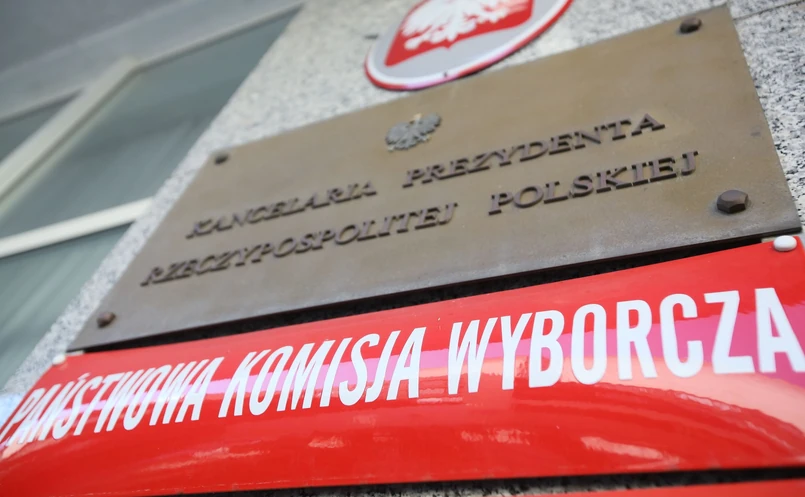 KANCELARIA PREZYDENTA
RZECZYPOSPOLITEJ POLSKIEJ
PAŃSTWOWA KOMISJA WYBORCZA